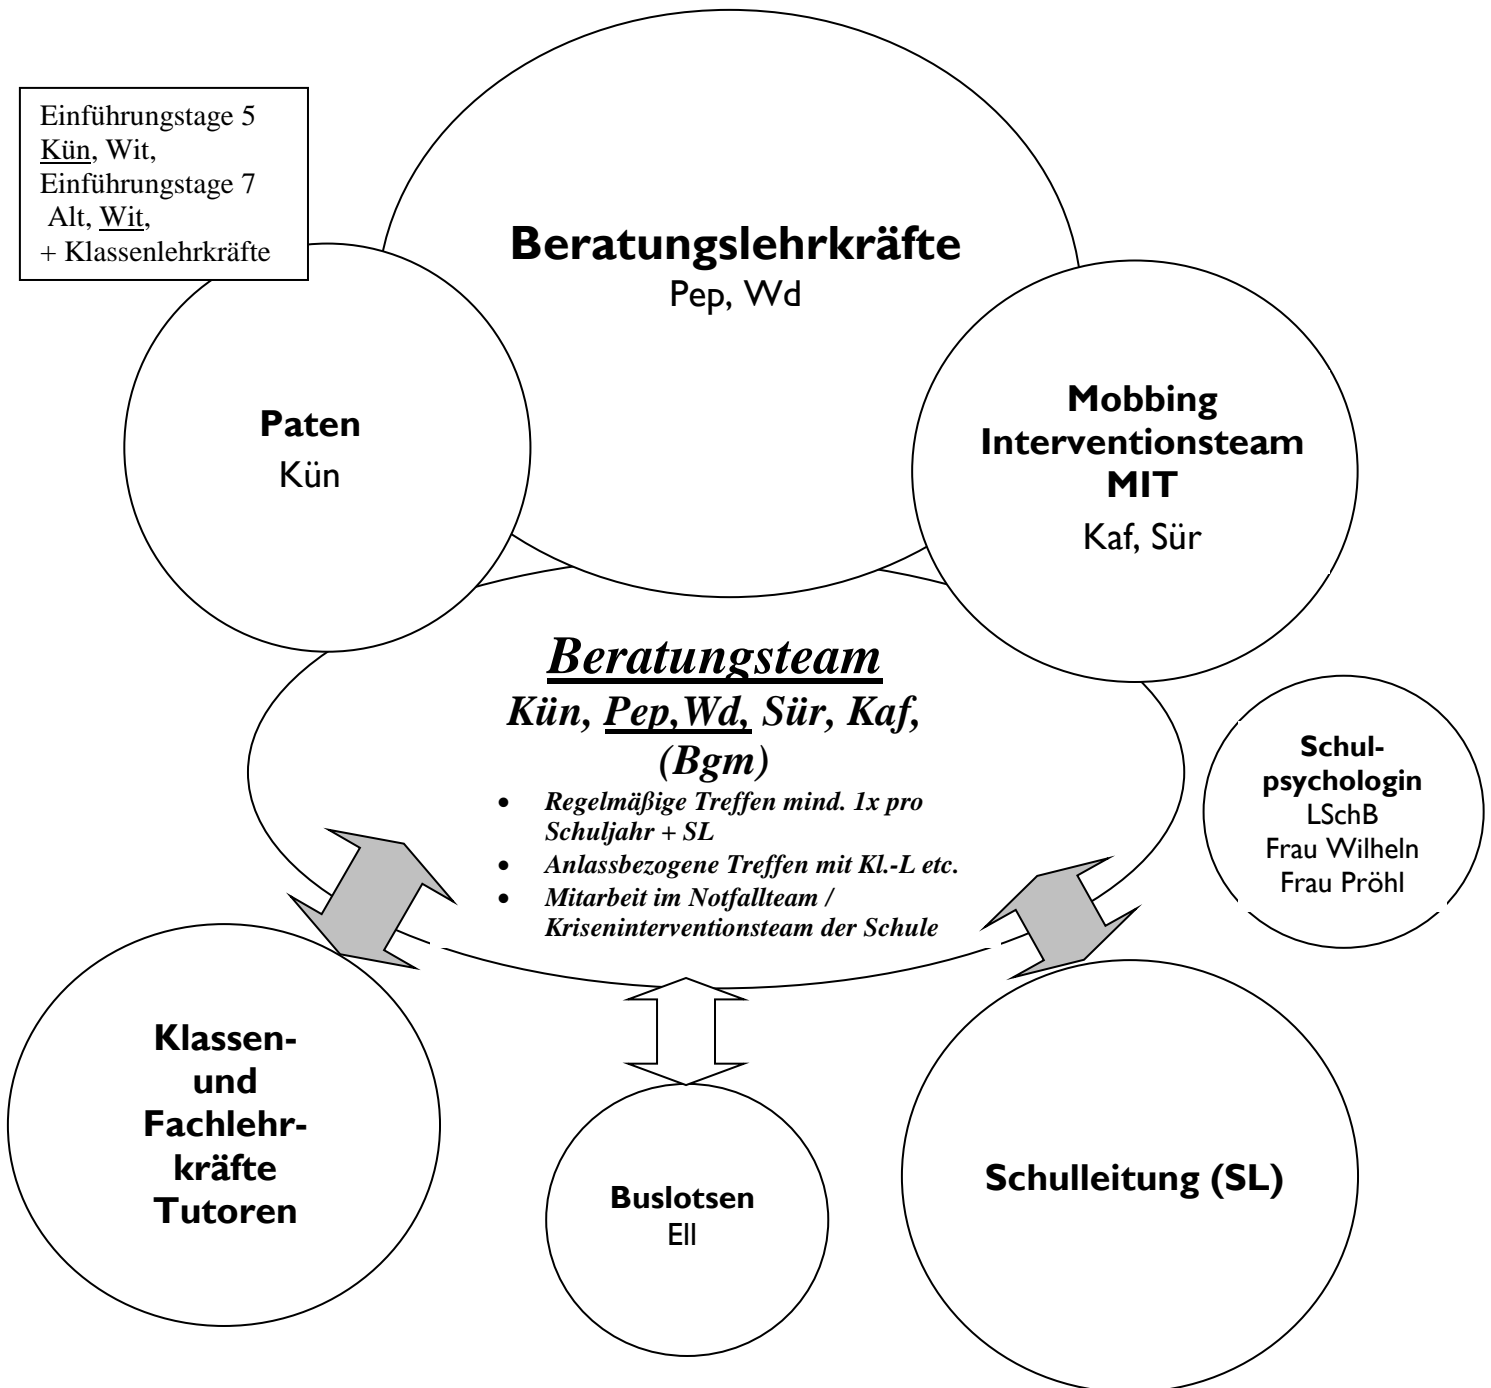 Einführungstage 5
Kün, Wit,
Einführungstage 7
Alt, Wit,
+ Klassenlehrkräfte
Beratungslehrkräfte
Pep, Wd
Paten
Kün
Mobbing
Interventionsteam
MIT
Kaf, Sür
Beratungsteam
Kün, Pep,Wd, Sür, Kaf,
(Bgm)
• Regelmäßige Treffen mind. 1x pro
Schuljahr + SL
• Anlassbezogene Treffen mit Kl.-L etc.
• Mitarbeit im Notfallteam /
Kriseninterventionsteam der Schule
Schul-
psychologin
LSchB
Frau Wilheln
Frau Pröhl
Klassen-
und
Fachlehr-
kräfte
Tutoren
Buslotsen
Ell
Schulleitung (SL)